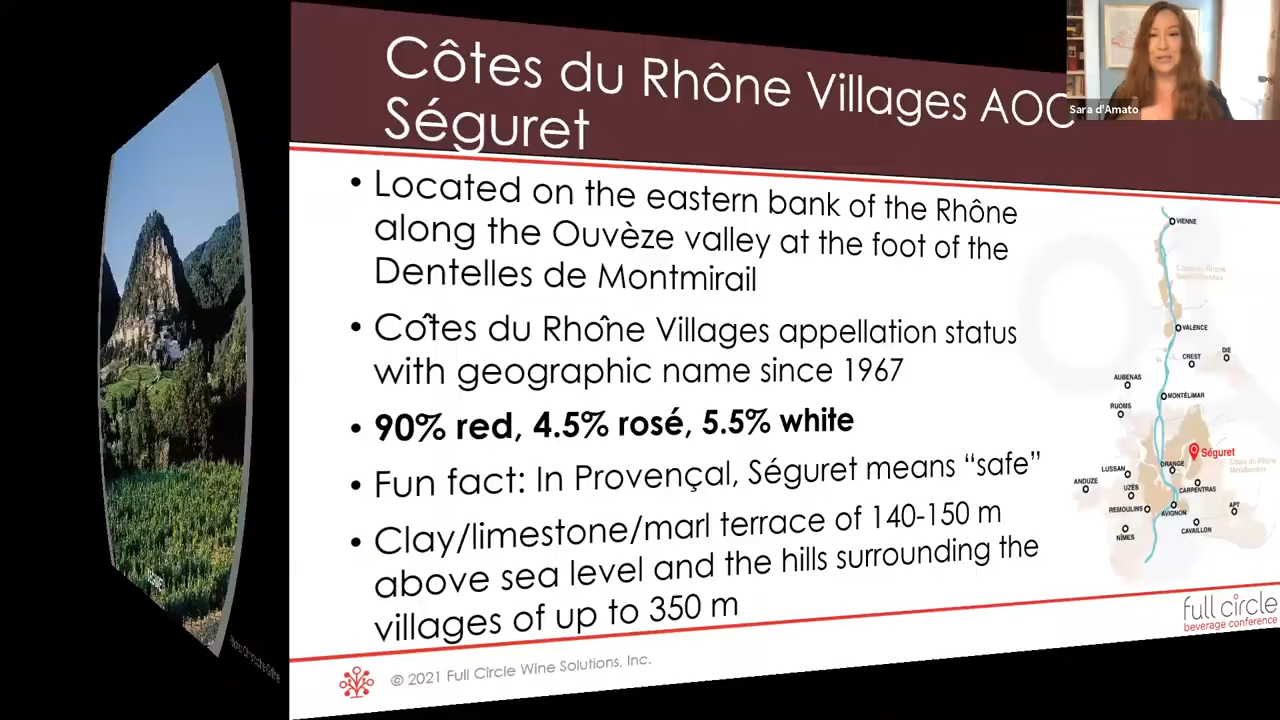 Côtes du Rhône Villages AOC
Séguret
Sara d'Amato
• Located on the eastern bank of the Rhône
along the Ouvèze valley at the foot of the
Dentelles de Montmirail
• Côtes du Rhône Villages appellation status
with geographic name since 1967
• 90% red, 4.5% rosé, 5.5% white
• Fun fact: In Provençal, Séguret means “safe”
• Clay/limestone/marl terrace of 140-150 m
above sea level and the hills surrounding the
villages of up to 350 m
VIENNE
VALENCE
CREST
DIE
AUBENAS
MONTÉLIMAR
RUOMS
Séguret
ORANGE
LUSSAN
ANDUZE
UZÈS
CARPENTRAS
REMOULINS
AVIGNON
APT
NÎMES
CAVAILLON
full circle
beverage conference
© 2021 Full Circle Wine Solutions, Inc.